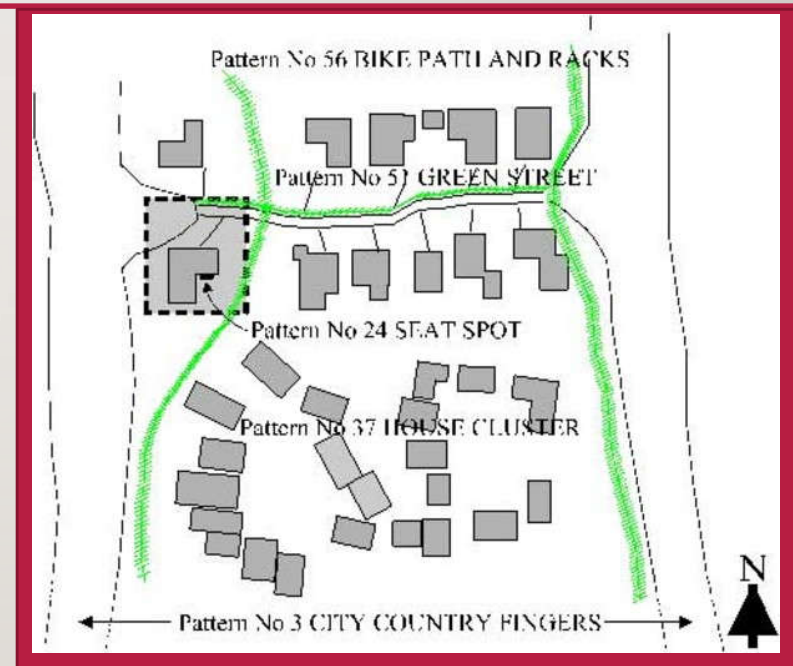 Pattern No 56 BIKE PATH AND RACKS
Pattern No 51 GREEN STREET
Pattern No 24 SEAT SPOT
Pattern No 37 HOUSE CLUSTER
N
Pattern No 3 CITY COUNTRY FINGERS